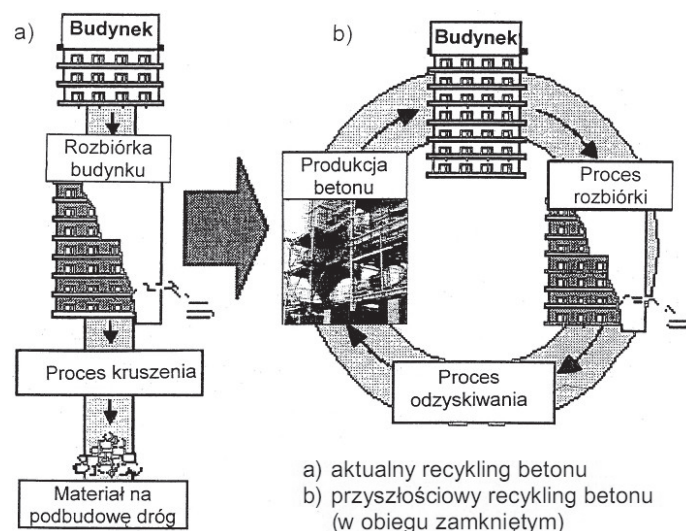 a)
Budynek
Rozbiórka
budynku
Proces kruszenia
Materiał na
podbudowę dróg
b)
Budynek
Proces
rozbiórki
Proces
odzyskiwania
Produkcja
betonu
a) aktualny recykling betonu
b) przyszłościowy recykling betonu
(w obiegu zamkniętym)